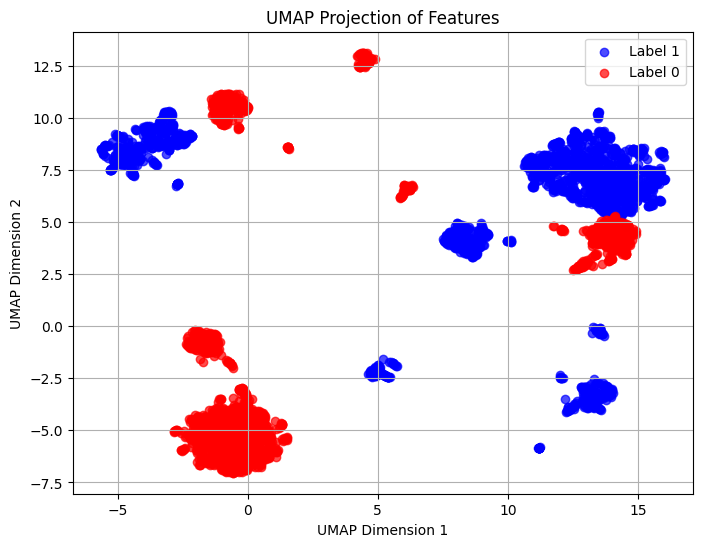 UMAP Projection of Features
Label 1
Label 0
UMAP Dimension 2
12.5
10.0
7.5
5.0
2.5
0.0
−2.5
−5.0
−7.5
−5
0
5
10
15
UMAP Dimension 1